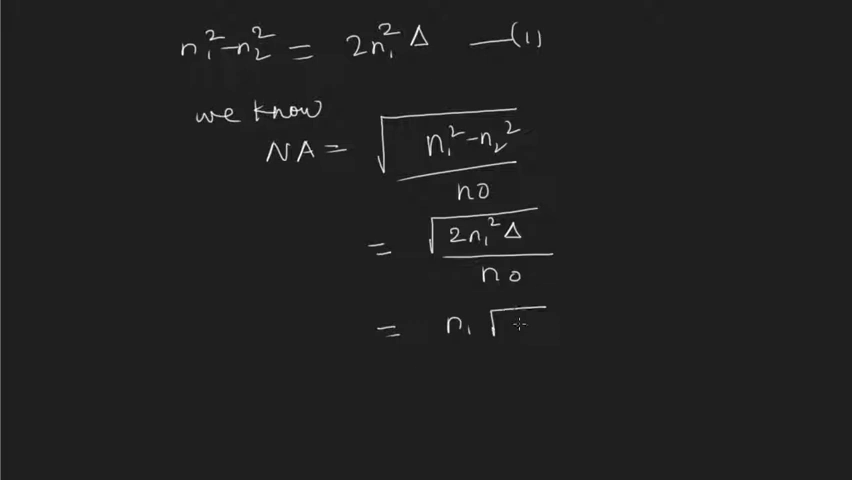 n₁² - n₂² = 2n₁² Δ —(1)
we know
NA = √(n₁² - n₂²) / n0
= √(2n₁² Δ) / n0
= n₁ √